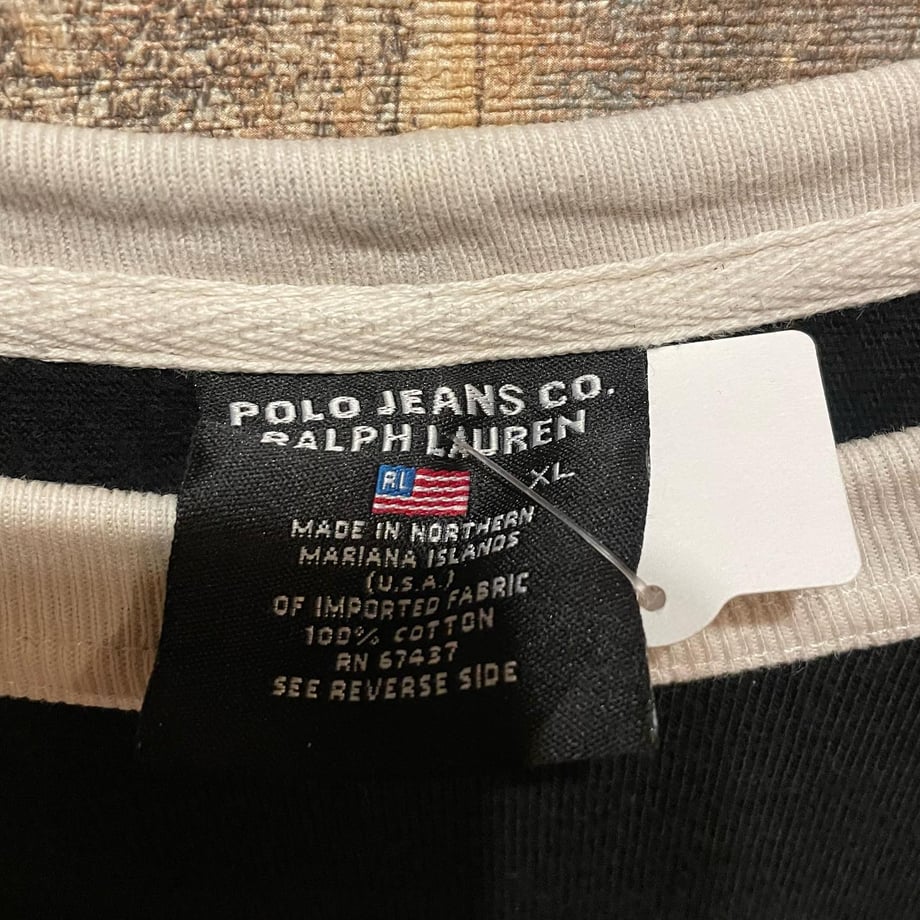 POLO JEANS CO.
RALPH LAUREN
RL
XL
MADE IN NORTHERN
MARIANA ISLANDS
(U.S.A.)
OF IMPORTED FABRIC
100% COTTON
RN 67437
SEE REVERSE SIDE